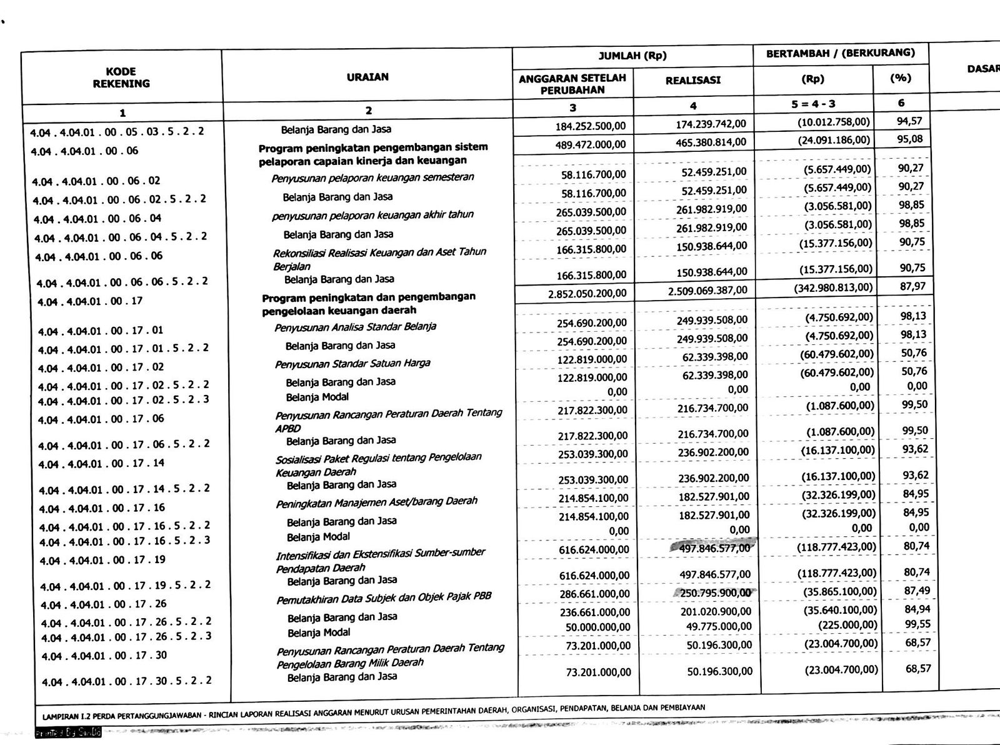 KODE REKENING | URAIAN | JUMLAH (Rp) | BERTAMBAH / (BERKURANG) | DASAR
ANGGARAN SETELAH PERUBAHAN | REALISASI | (Rp) | (%)
1 | 2 | 3 | 4 | 5 = 4 - 3 | 6
4.04 . 4.04.01 . 00 . 05 . 03 . 5 . 2 . 2 | Belanja Barang dan Jasa | 184.252.500,00 | 174.239.742,00 | (10.012.758,00) | 94,57
4.04 . 4.04.01 . 00 . 06 | Program peningkatan pengembangan sistem | 489.472.000,00 | 465.380.814,00 | (24.091.186,00) | 95,08
pelaporan capaian kinerja dan keuangan
4.04 . 4.04.01 . 00 . 06 . 02 | Penyusunan pelaporan keuangan semesteran | 58.116.700,00 | 52.459.251,00 | (5.657.449,00) | 90,27
4.04 . 4.04.01 . 00 . 06 . 02 . 5 . 2 . 2 | Belanja Barang dan Jasa | 58.116.700,00 | 52.459.251,00 | (5.657.449,00) | 90,27
4.04 . 4.04.01 . 00 . 06 . 04 | penyusunan pelaporan keuangan akhir tahun | 265.039.500,00 | 261.982.919,00 | (3.056.581,00) | 98,85
4.04 . 4.04.01 . 00 . 06 . 04 . 5 . 2 . 2 | Belanja Barang dan Jasa | 265.039.500,00 | 261.982.919,00 | (3.056.581,00) | 98,85
4.04 . 4.04.01 . 00 . 06 . 06 | Rekonsiliasi Realisasi Keuangan dan Aset Tahun | 166.315.800,00 | 150.938.644,00 | (15.377.156,00) | 90,75
Berjalan
4.04 . 4.04.01 . 00 . 06 . 06 . 5 . 2 . 2 | Belanja Barang dan Jasa | 166.315.800,00 | 150.938.644,00 | (15.377.156,00) | 90,75
4.04 . 4.04.01 . 00 . 17 | Program peningkatan dan pengembangan | 2.852.050.200,00 | 2.509.069.387,00 | (342.980.813,00) | 87,97
pengelolaan keuangan daerah
4.04 . 4.04.01 . 00 . 17 . 01 | Penyusunan Analisa Standar Belanja | 254.690.200,00 | 249.939.508,00 | (4.750.692,00) | 98,13
4.04 . 4.04.01 . 00 . 17 . 01 . 5 . 2 . 2 | Belanja Barang dan Jasa | 254.690.200,00 | 249.939.508,00 | (4.750.692,00) | 98,13
4.04 . 4.04.01 . 00 . 17 . 02 | Penyusunan Standar Satuan Harga | 122.819.000,00 | 62.339.398,00 | (60.479.602,00) | 50,76
4.04 . 4.04.01 . 00 . 17 . 02 . 5 . 2 . 2 | Belanja Barang dan Jasa | 122.819.000,00 | 62.339.398,00 | (60.479.602,00) | 50,76
4.04 . 4.04.01 . 00 . 17 . 02 . 5 . 2 . 3 | Belanja Modal | 0,00 | 0,00 | 0,00 | 0,00
4.04 . 4.04.01 . 00 . 17 . 06 | Penyusunan Rancangan Peraturan Daerah Tentang | 217.822.300,00 | 216.734.700,00 | (1.087.600,00) | 99,50
APBD
4.04 . 4.04.01 . 00 . 17 . 06 . 5 . 2 . 2 | Belanja Barang dan Jasa | 217.822.300,00 | 216.734.700,00 | (1.087.600,00) | 99,50
4.04 . 4.04.01 . 00 . 17 . 14 | Sosialisasi Paket Regulasi tentang Pengelolaan | 253.039.300,00 | 236.902.200,00 | (16.137.100,00) | 93,62
Keuangan Daerah
4.04 . 4.04.01 . 00 . 17 . 14 . 5 . 2 . 2 | Belanja Barang dan Jasa | 253.039.300,00 | 236.902.200,00 | (16.137.100,00) | 93,62
4.04 . 4.04.01 . 00 . 17 . 16 | Peningkatan Manajemen Aset/barang Daerah | 214.854.100,00 | 182.527.901,00 | (32.326.199,00) | 84,95
4.04 . 4.04.01 . 00 . 17 . 16 . 5 . 2 . 2 | Belanja Barang dan Jasa | 214.854.100,00 | 182.527.901,00 | (32.326.199,00) | 84,95
4.04 . 4.04.01 . 00 . 17 . 16 . 5 . 2 . 3 | Belanja Modal | 0,00 | 0,00 | 0,00 | 0,00
4.04 . 4.04.01 . 00 . 17 . 19 | Intensifikasi dan Ekstensifikasi Sumber-sumber | 616.624.000,00 | 497.846.577,00 | (118.777.423,00) | 80,74
Pendapatan Daerah
4.04 . 4.04.01 . 00 . 17 . 19 . 5 . 2 . 2 | Belanja Barang dan Jasa | 616.624.000,00 | 497.846.577,00 | (118.777.423,00) | 80,74
4.04 . 4.04.01 . 00 . 17 . 26 | Pemutakhiran Data Subjek dan Objek Pajak PBB | 286.661.000,00 | 250.795.900,00 | (35.865.100,00) | 87,49
4.04 . 4.04.01 . 00 . 17 . 26 . 5 . 2 . 2 | Belanja Barang dan Jasa | 236.661.000,00 | 201.020.900,00 | (35.640.100,00) | 84,94
4.04 . 4.04.01 . 00 . 17 . 26 . 5 . 2 . 3 | Belanja Modal | 50.000.000,00 | 49.775.000,00 | (225.000,00) | 99,55
4.04 . 4.04.01 . 00 . 17 . 30 | Penyusunan Rancangan Peraturan Daerah Tentang | 73.201.000,00 | 50.196.300,00 | (23.004.700,00) | 68,57
Pengelolaan Barang Milik Daerah
4.04 . 4.04.01 . 00 . 17 . 30 . 5 . 2 . 2 | Belanja Barang dan Jasa | 73.201.000,00 | 50.196.300,00 | (23.004.700,00) | 68,57
LAMPIRAN I.2 PERDA PERTANGGUNGJAWABAN - RINCIAN LAPORAN REALISASI ANGGARAN MENURUT URUSAN PEMERINTAHAN DAERAH, ORGANISASI, PENDAPATAN, BELANJA DAN PEMBIAYAAN